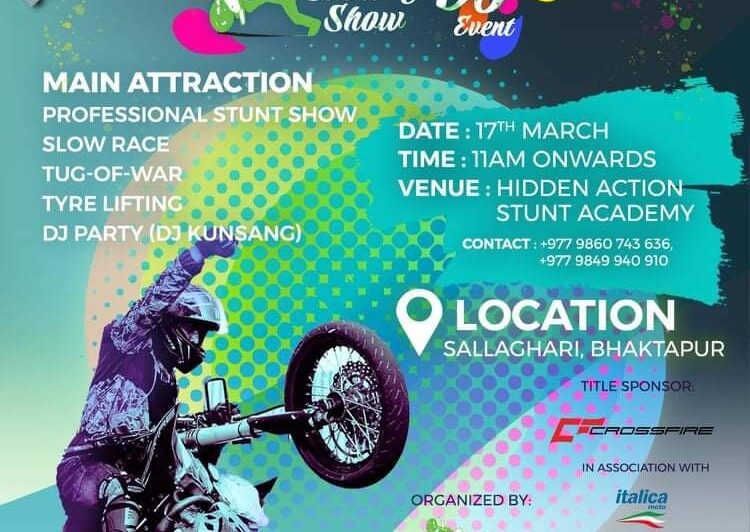 Show
Event
MAIN ATTRACTION
PROFESSIONAL STUNT SHOW
SLOW RACE
TUG-OF-WAR
TYRE LIFTING
DJ PARTY (DJ KUNSANG)
DATE : 17TH MARCH
TIME : 11AM ONWARDS
VENUE : HIDDEN ACTION
STUNT ACADEMY
CONTACT : +977 9860 743 636,
+977 9849 940 910
LOCATION
SALLAGHARI, BHAKTAPUR
TITLE SPONSOR:
CROSSFIRE
IN ASSOCIATION WITH
ORGANIZED BY:
italica
moto